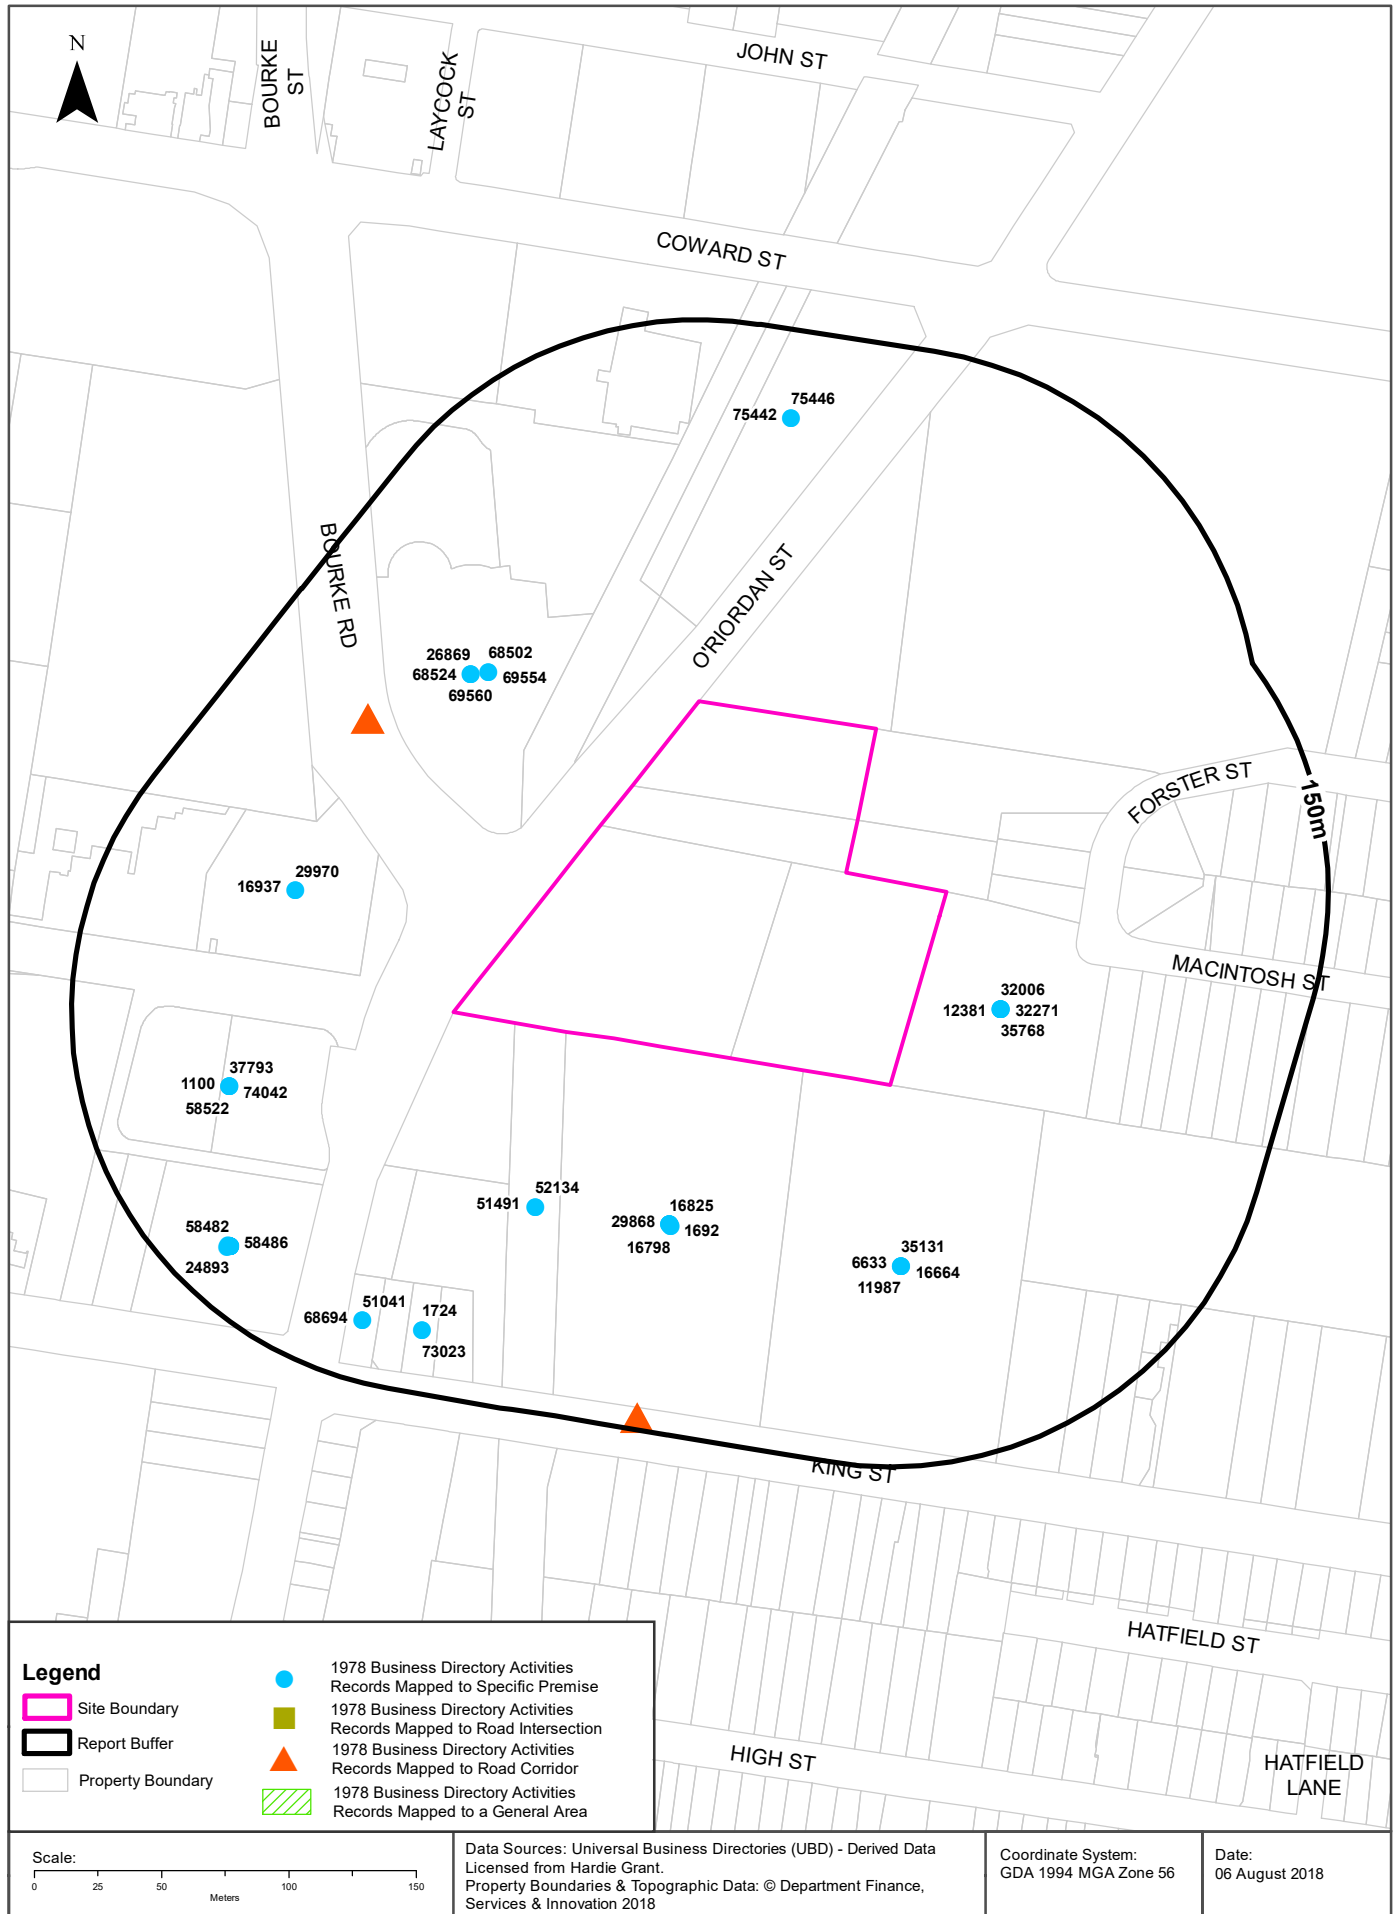 N
BOURKE
ST
LAYCOCK
ST
JOHN ST
COWARD ST
75446
75442
BOURKE RD
O'RIORDAN ST
26869
68502
68524
69554
69560
FORSTER ST
150m
29970
16937
MACINTOSH ST
32006
12381
32271
35768
37793
1100
74042
58522
52134
51491
16825
29868
1692
16798
58482
58486
24893
35131
6633
16664
11987
51041
68694
1724
73023
KING ST
HATFIELD ST
HIGH ST
HATFIELD
LANE
Legend
Site Boundary
Report Buffer
Property Boundary
1978 Business Directory Activities
Records Mapped to Specific Premise
1978 Business Directory Activities
Records Mapped to Road Intersection
1978 Business Directory Activities
Records Mapped to Road Corridor
1978 Business Directory Activities
Records Mapped to a General Area
Scale:
0 25 50 100 150
Meters
Data Sources: Universal Business Directories (UBD) - Derived Data
Licensed from Hardie Grant.
Property Boundaries & Topographic Data: © Department Finance,
Services & Innovation 2018
Coordinate System:
GDA 1994 MGA Zone 56
Date:
06 August 2018